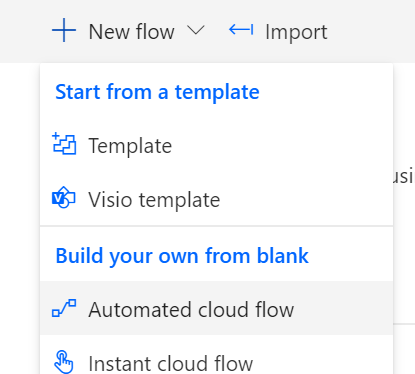 New flow Import
Start from a template
Template
Visio template
Build your own from blank
Automated cloud flow
Instant cloud flow